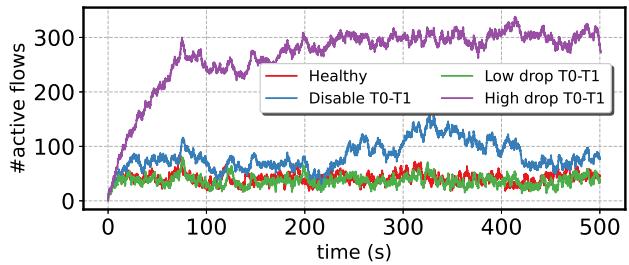 #active flows
300
200
100
0
Healthy
Disable T0-T1
Low drop T0-T1
High drop T0-T1
0 100 200 300 400 500
time (s)